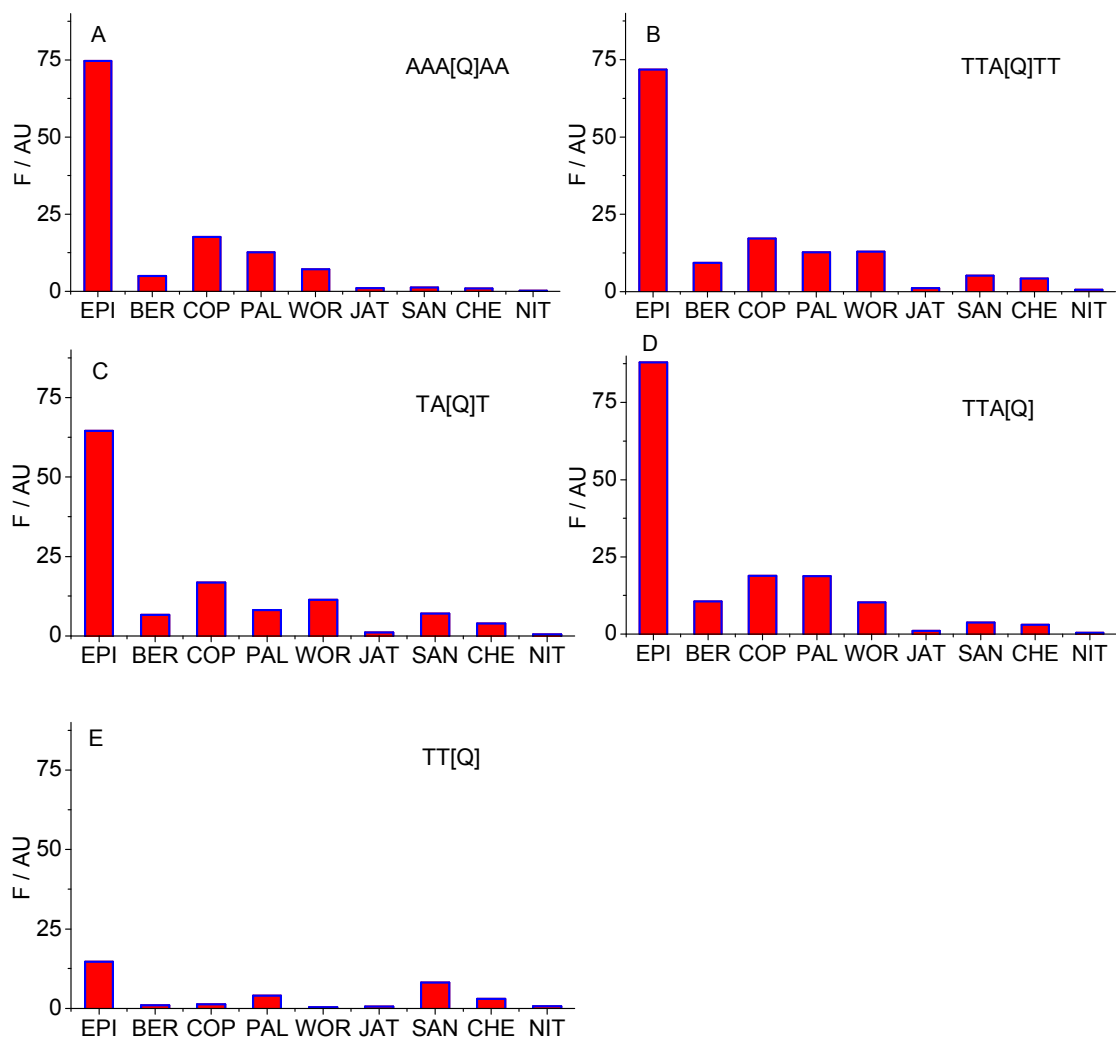 A
AAA[Q]AA
F / AU
75
50
25
0
EPI BER COP PAL WOR JAT SAN CHE NIT
B
TTA[Q]TT
F / AU
75
50
25
0
EPI BER COP PAL WOR JAT SAN CHE NIT
C
TA[Q]T
F / AU
75
50
25
0
EPI BER COP PAL WOR JAT SAN CHE NIT
D
TTA[Q]
F / AU
75
50
25
0
EPI BER COP PAL WOR JAT SAN CHE NIT
E
TT[Q]
F / AU
75
50
25
0
EPI BER COP PAL WOR JAT SAN CHE NIT